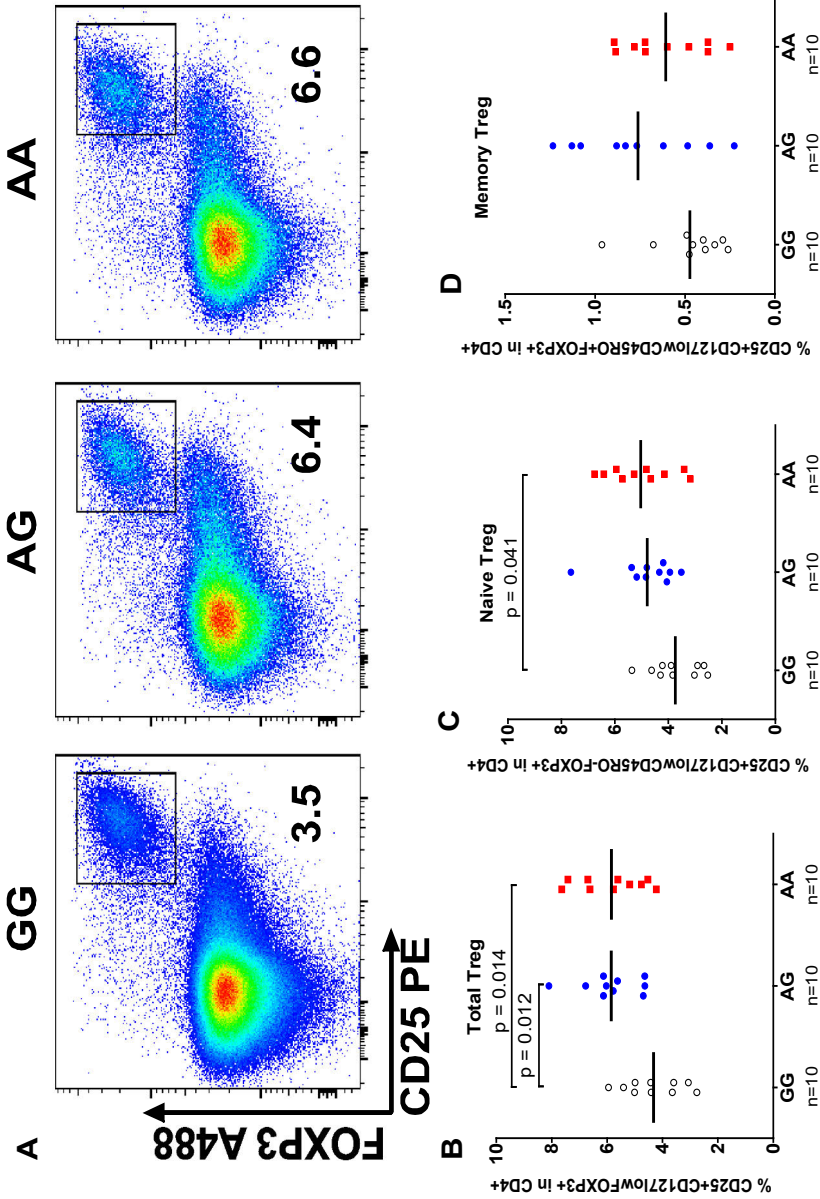 A
GG
AG
AA
3.5
6.4
6.6
FOXP3 A488
CD25 PE
B
Total Treg
p = 0.014
p = 0.012
% CD25+CD127lowFOXP3+ in CD4+
10
8
6
4
2
0
GG
AG
AA
n=10
n=10
n=10
C
Naive Treg
p = 0.041
% CD25+CD127lowCD45RO-FOXP3+ in CD4+
10
8
6
4
2
0
GG
AG
AA
n=10
n=10
n=10
D
Memory Treg
% CD25+CD127lowCD45RO+FOXP3+ in CD4+
1.5
1.0
0.5
0.0
GG
AG
AA
n=10
n=10
n=10